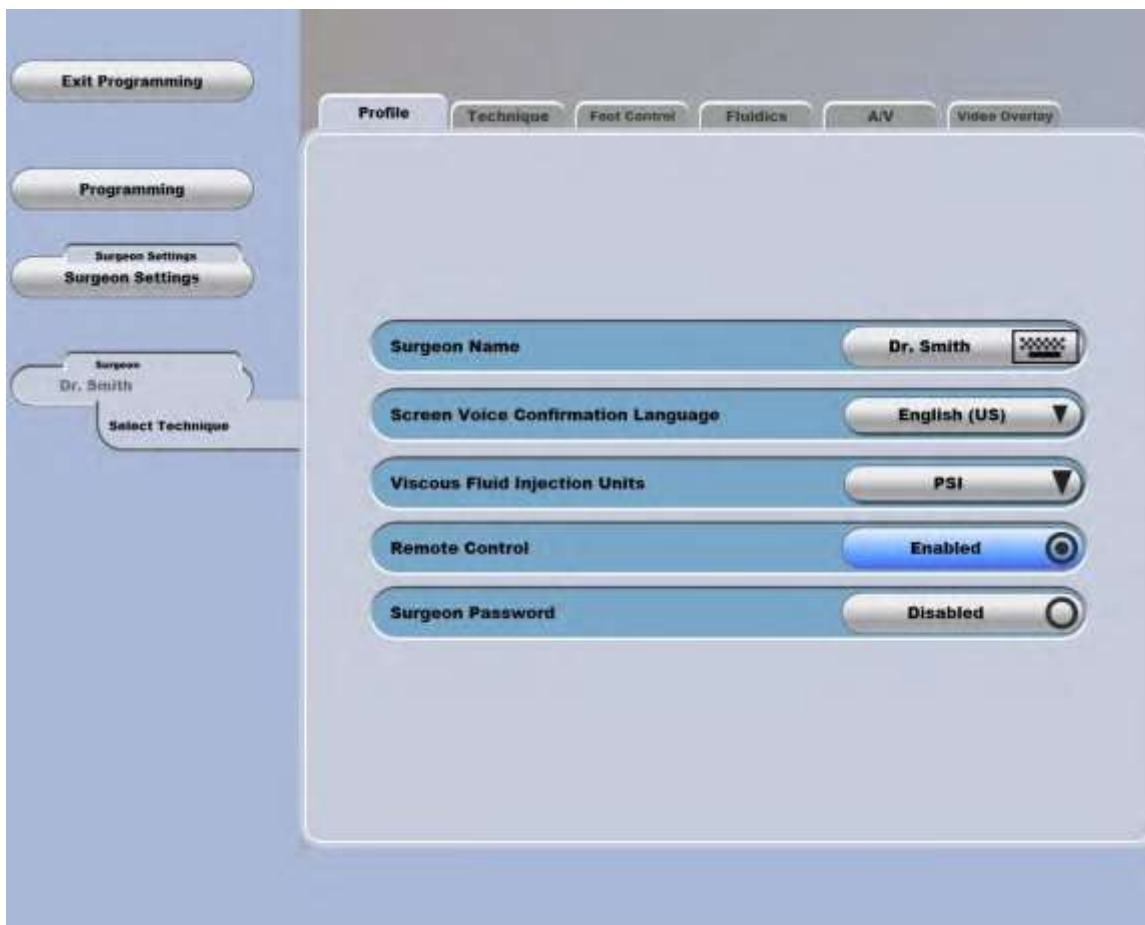 Exit Programming
Programming
Surgeon Settings
Surgeon Settings
Surgeon
Dr. Smith
Select Technique
Profile Technique Foot Control Fluidics A/V Video Overlay
Surgeon Name Dr. Smith
Screen Voice Confirmation Language English (US)
Viscous Fluid Injection Units PSI
Remote Control Enabled
Surgeon Password Disabled